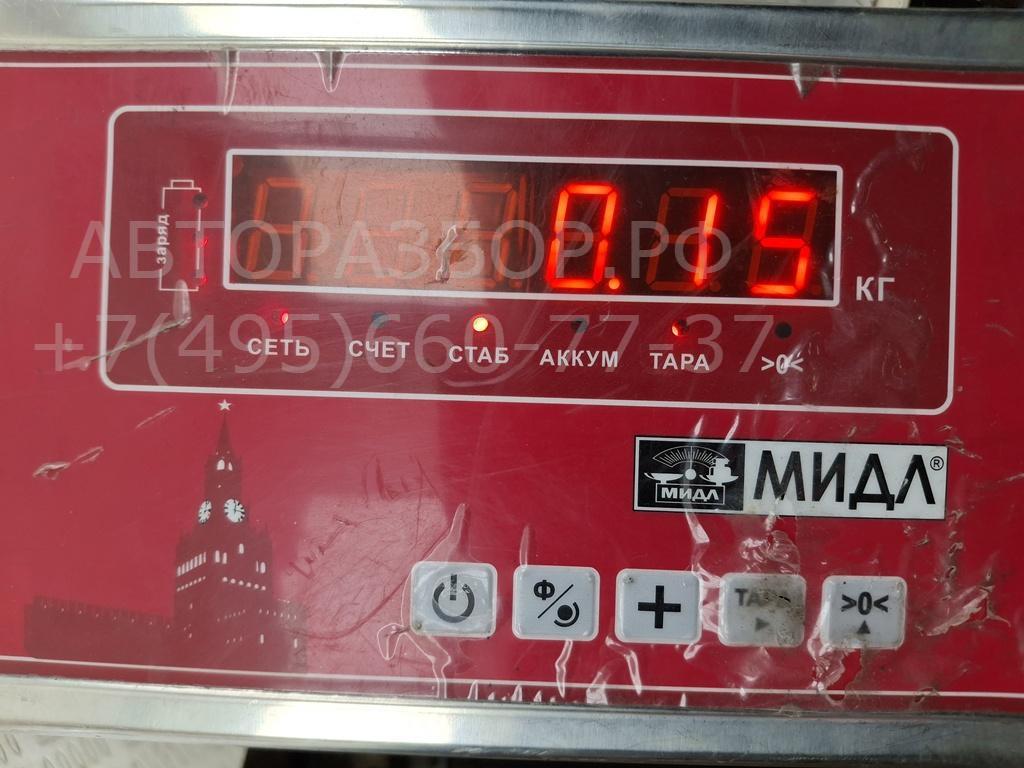 заряд
0.15
КГ
АВТОРАЗБОР.РФ
+7(495)660-77-37
СЕТЬ СЧЕТ СТАБ АККУМ ТАРА >0<
МИДЛ МИДЛ®
Ф >0<